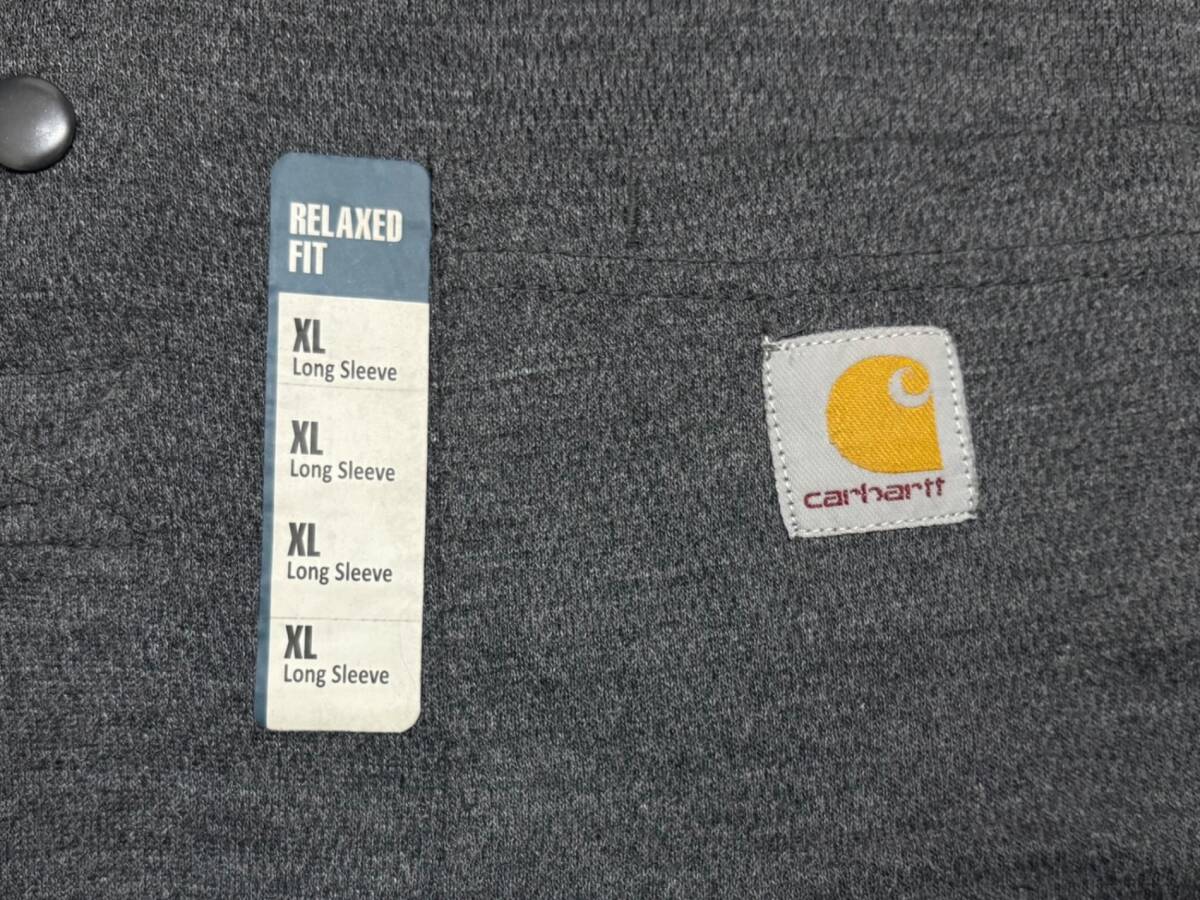 RELAXED
FIT
XL
Long Sleeve
XL
Long Sleeve
XL
Long Sleeve
XL
Long Sleeve
carhartt